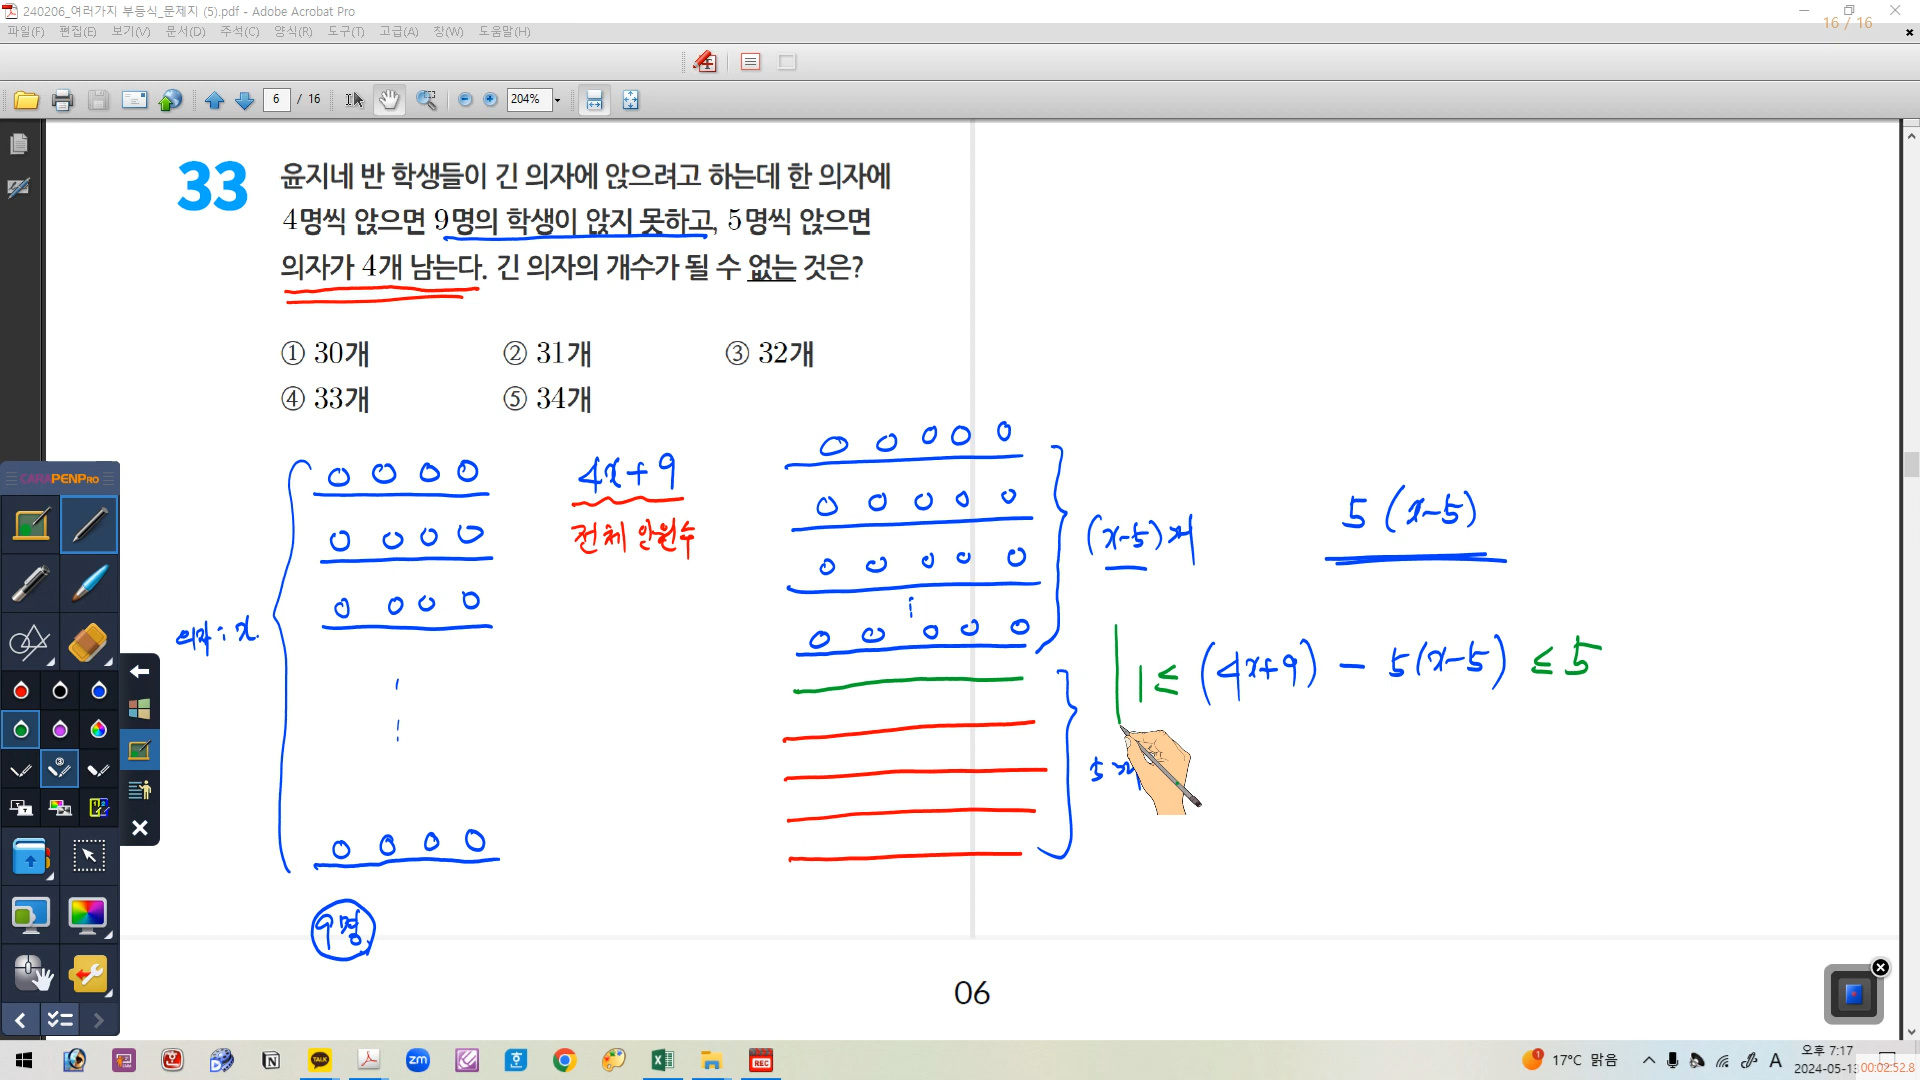 240206_여러가지 부등식_문제지 (5).pdf - Adobe Acrobat Pro
16 / 16
파일(F) 편집(E) 보기(V) 문서(D) 주석(C) 양식(R) 도구(T) 고급(A) 창(W) 도움말(H)
6 / 16
204%
33
윤지네 반 학생들이 긴 의자에 앉으려고 하는데 한 의자에
4명씩 앉으면 9명의 학생이 앉지 못하고, 5명씩 앉으면
의자가 4개 남는다. 긴 의자의 개수가 될 수 없는 것은?
① 30개 ② 31개 ③ 32개
④ 33개 ⑤ 34개
4x+9
전체 인원수
의자 : x.
9명
(x-5)개
5(x-5)
1 ≤ (4x+9) - 5(x-5) ≤ 5
06
CARAPENPRO
17°C 맑음
A
오후 7:17
2024-05-13
00:02:52.8
TALK
zm
REC